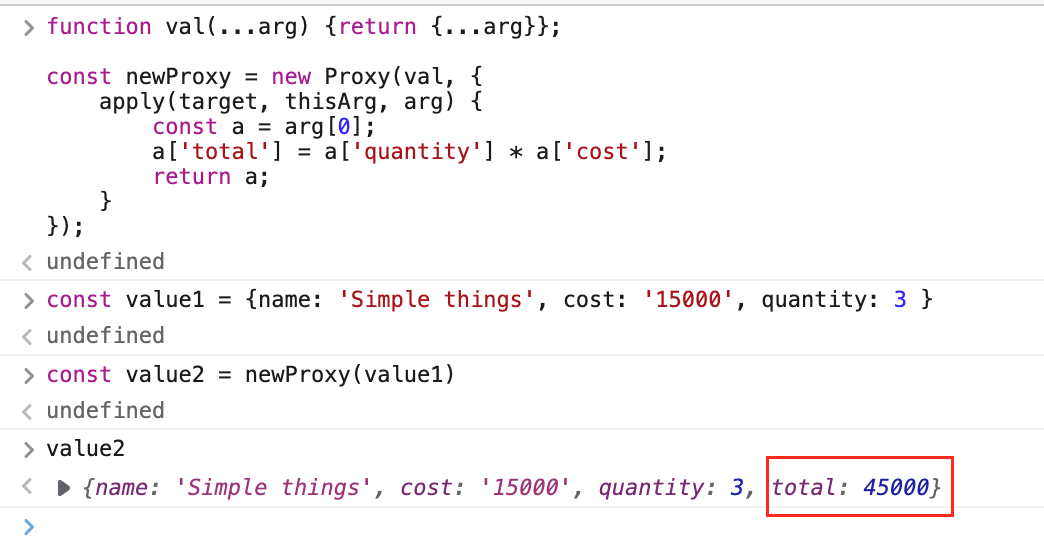 function val(...arg) {return {...arg}};
const newProxy = new Proxy(val, {
    apply(target, thisArg, arg) {
        const a = arg[0];
        a['total'] = a['quantity'] * a['cost'];
        return a;
    }
});
undefined
const value1 = {name: 'Simple things', cost: '15000', quantity: 3 }
undefined
const value2 = newProxy(value1)
undefined
value2
{name: 'Simple things', cost: '15000', quantity: 3, total: 45000}